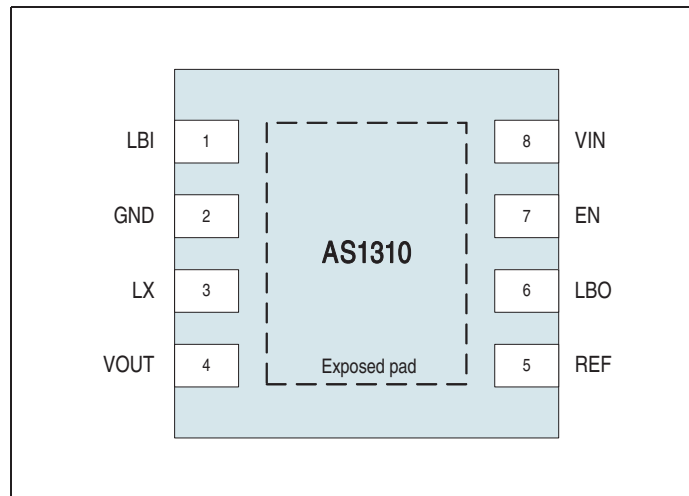 LBI 1 8 VIN
GND 2 7 EN
AS1310
LX 3 6 LBO
VOUT 4 Exposed pad 5 REF